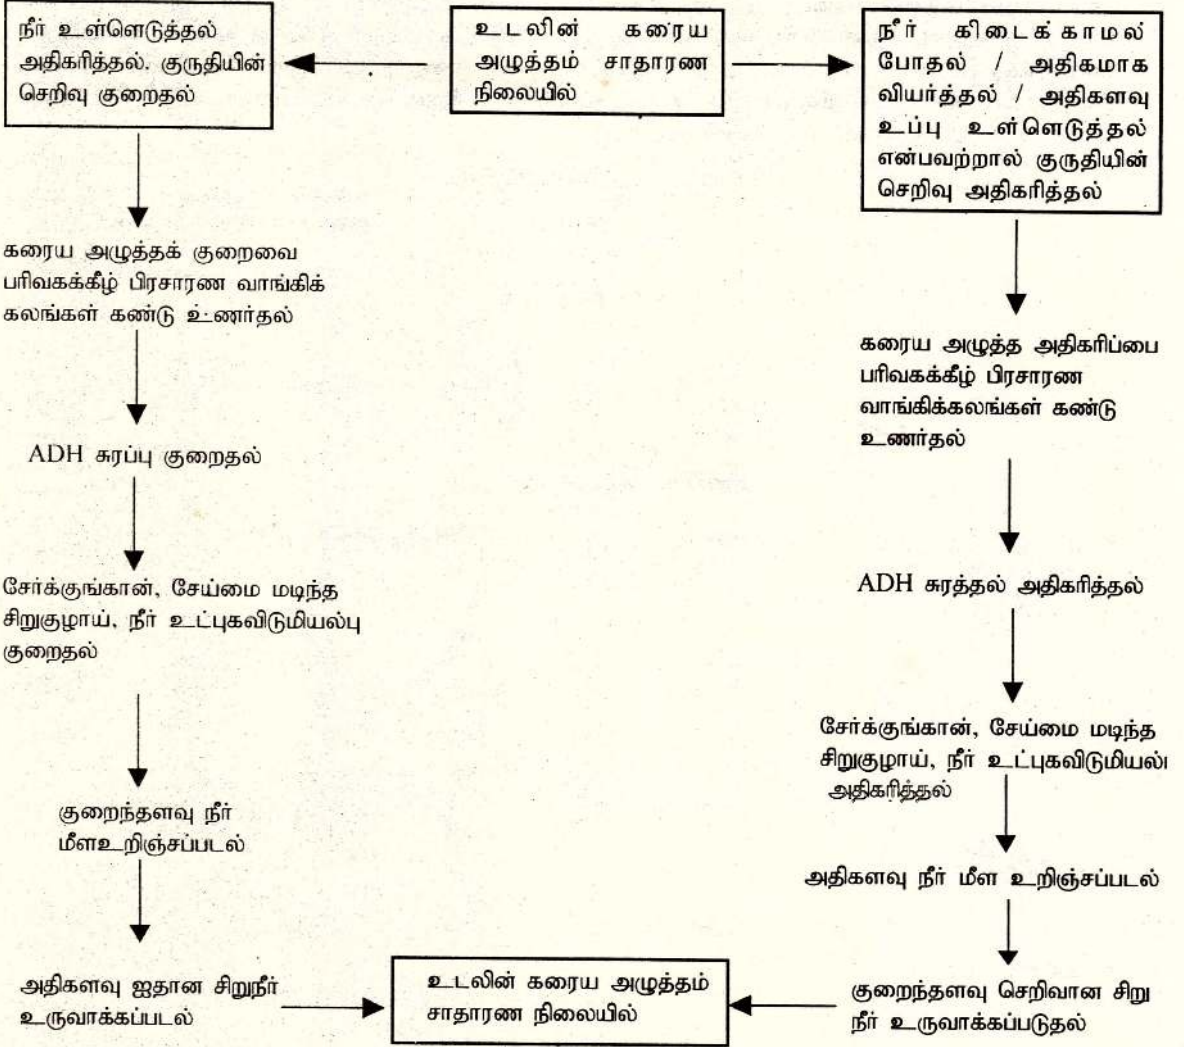 நீர் உள்ளெடுத்தல்
அதிகரித்தல். குருதியின்
செறிவு குறைதல்
உடலின் கரைய
அழுத்தம் சாதாரண
நிலையில்
நீர் கிடைக்காமல்
போதல் / அதிகமாக
வியர்த்தல் / அதிகளவு
உப்பு உள்ளெடுத்தல்
என்பவற்றால் குருதியின்
செறிவு அதிகரித்தல்
கரைய அழுத்தக் குறைவை
பரிவகக்கீழ் பிரசாரண வாங்கிக்
கலங்கள் கண்டு உணர்தல்
ADH சுரப்பு குறைதல்
சேர்க்குங்கான், சேய்மை மடிந்த
சிறுகுழாய், நீர் உட்புகவிடுமியல்பு
குறைதல்
குறைந்தளவு நீர்
மீளஉறிஞ்சப்படல்
அதிகளவு ஐதான சிறுநீர்
உருவாக்கப்படல்
கரைய அழுத்த அதிகரிப்பை
பரிவகக்கீழ் பிரசாரண
வாங்கிக்கலங்கள் கண்டு
உணர்தல்
ADH சுரத்தல் அதிகரித்தல்
சேர்க்குங்கான், சேய்மை மடிந்த
சிறுகுழாய், நீர் உட்புகவிடுமியல்
அதிகரித்தல்
அதிகளவு நீர் மீள உறிஞ்சப்படல்
குறைந்தளவு செறிவான சிறு
நீர் உருவாக்கப்படுதல்
உடலின் கரைய அழுத்தம்
சாதாரண நிலையில்